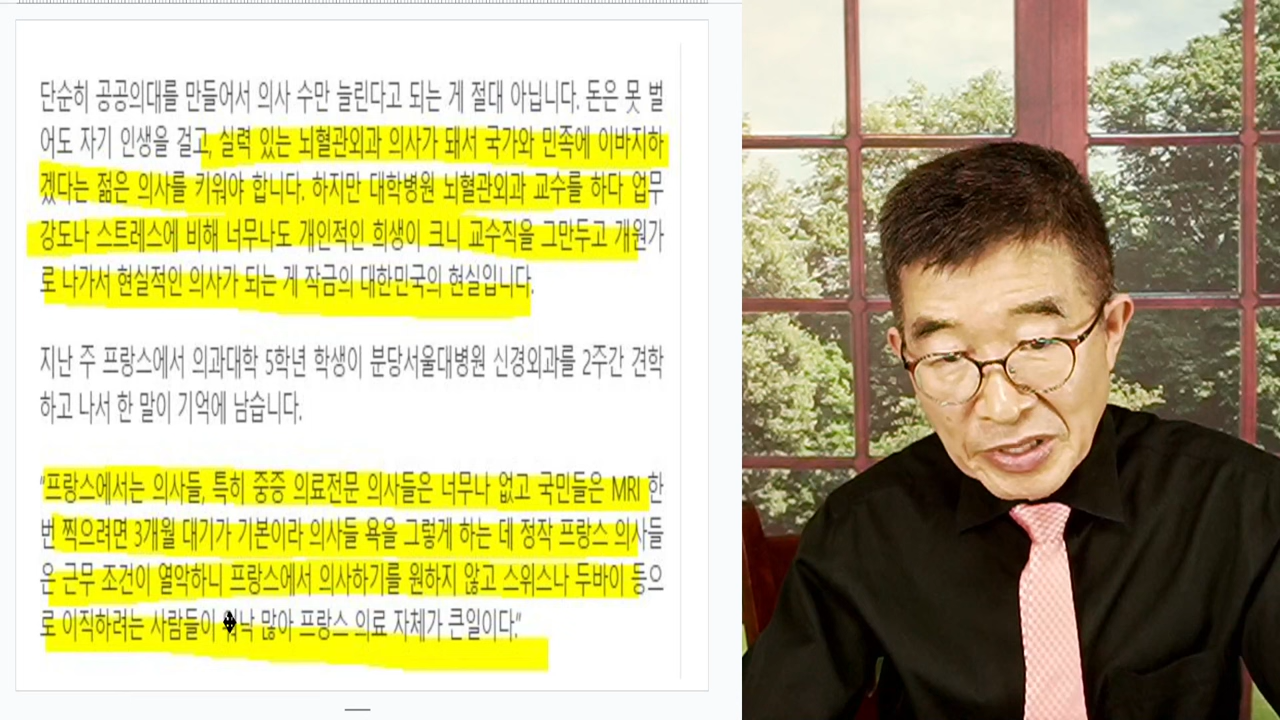 단순히 공공의대를 만들어서 의사 수만 늘린다고 되는 게 절대 아닙니다. 돈은 못 벌
어도 자기 인생을 걸고, 실력 있는 뇌혈관외과 의사가 돼서 국가와 민족에 이바지하
겠다는 젊은 의사를 키워야 합니다. 하지만 대학병원 뇌혈관외과 교수를 하다 업무
강도나 스트레스에 비해 너무나도 개인적인 희생이 크니 교수직을 그만두고 개원가
로 나가서 현실적인 의사가 되는 게 작금의 대한민국의 현실입니다.
지난 주 프랑스에서 의과대학 5학년 학생이 분당서울대병원 신경외과를 2주간 견학
하고 나서 한 말이 기억에 남습니다.
"프랑스에서는 의사들, 특히 중증 의료전문 의사들은 너무나 없고 국민들은 MRI 한
번 찍으려면 3개월 대기가 기본이라 의사들 욕을 그렇게 하는 데 정작 프랑스 의사들
은 근무 조건이 열악하니 프랑스에서 의사하기를 원하지 않고 스위스나 두바이 등으
로 이직하려는 사람들이 워낙 많아 프랑스 의료 자체가 큰일이다."